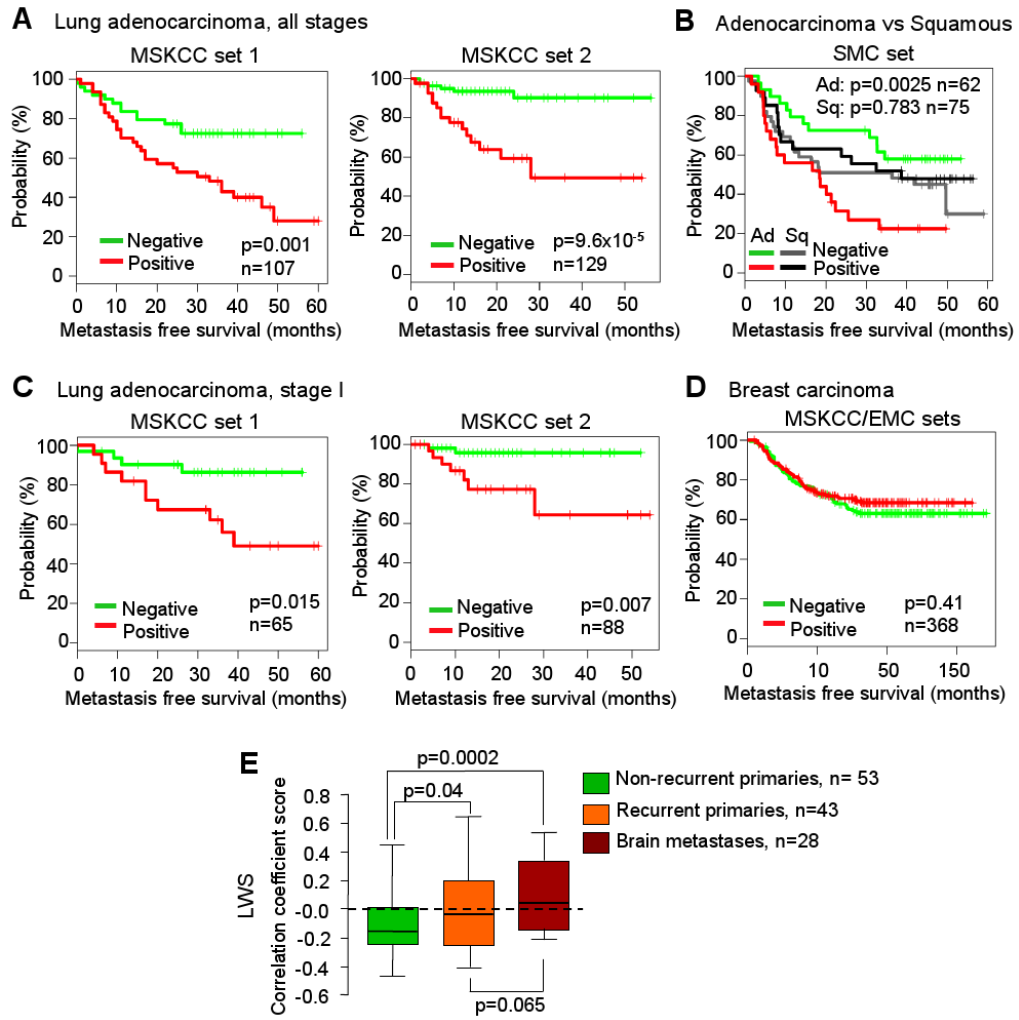 A Lung adenocarcinoma, all stages
MSKCC set 1
Probability (%)
100
80
60
40
20
0
Negative
Positive
p=0.001
n=107
0 10 20 30 40 50 60
Metastasis free survival (months)
MSKCC set 2
Probability (%)
100
80
60
40
20
0
Negative
Positive
p=9.6x10-5
n=129
0 10 20 30 40 50
Metastasis free survival (months)
B Adenocarcinoma vs Squamous
SMC set
Probability (%)
100
80
60
40
20
0
Ad: p=0.0025 n=62
Sq: p=0.783 n=75
Ad Sq
Negative
Positive
0 10 20 30 40 50 60
Metastasis free survival (months)
C Lung adenocarcinoma, stage I
MSKCC set 1
Probability (%)
100
80
60
40
20
0
Negative
Positive
p=0.015
n=65
0 10 20 30 40 50 60
Metastasis free survival (months)
MSKCC set 2
Probability (%)
100
80
60
40
20
0
Negative
Positive
p=0.007
n=88
0 10 20 30 40 50
Metastasis free survival (months)
D Breast carcinoma
MSKCC/EMC sets
Probability (%)
100
80
60
40
20
0
Negative
Positive
p=0.41
n=368
0 10 50 150
Metastasis free survival (months)
E
LWS
Correlation coefficient score
0.8
0.6
0.4
0.2
-0.0
-0.2
-0.4
-0.6
p=0.0002
p=0.04
p=0.065
Non-recurrent primaries, n= 53
Recurrent primaries, n=43
Brain metastases, n=28